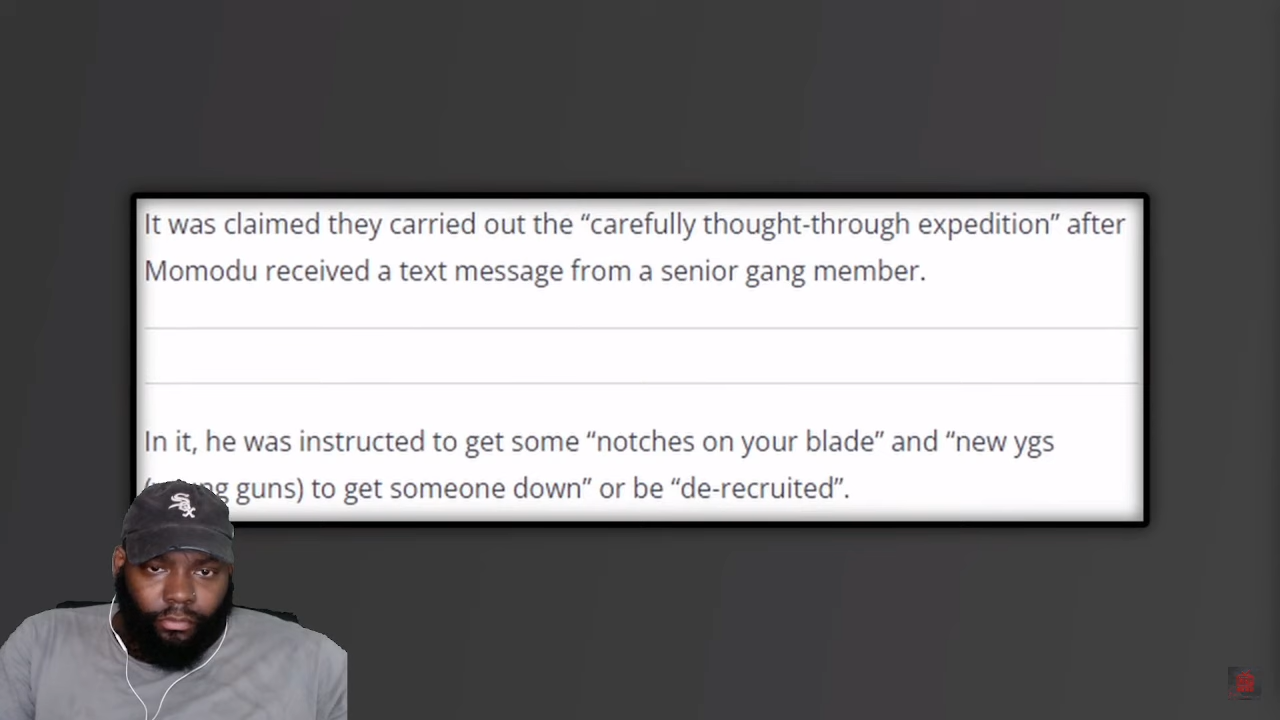 It was claimed they carried out the “carefully thought-through expedition” after
Momodu received a text message from a senior gang member.
In it, he was instructed to get some “notches on your blade” and “new ygs
guns) to get someone down” or be “de-recruited”.
Sox